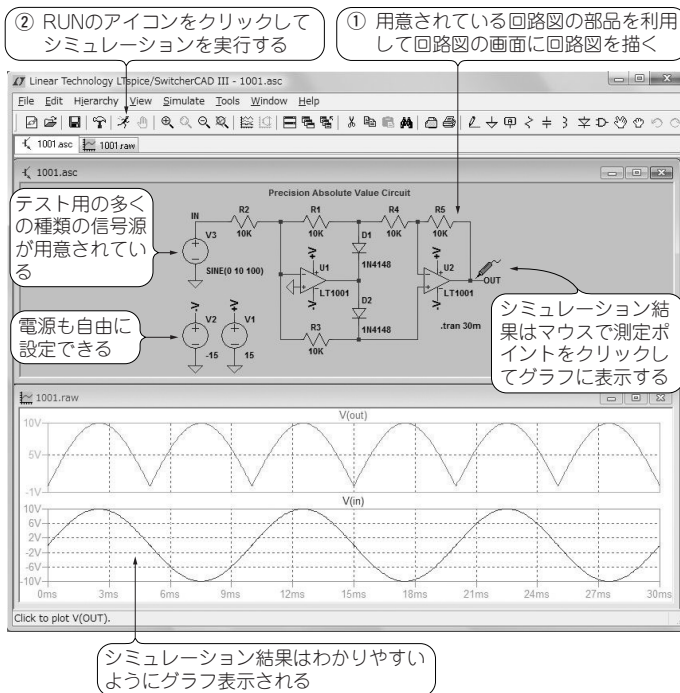 ② RUNのアイコンをクリックして
シミュレーションを実行する
① 用意されている回路図の部品を利用
して回路図の画面に回路図を描く
Linear Technology LTspice/SwitcherCAD III - 1001.asc
File Edit Hierarchy View Simulate Tools Window Help
1001.asc 1001.raw
1001.asc
Precision Absolute Value Circuit
テスト用の多く
の種類の信号源
が用意されてい
る
IN
R2
10K
R1
10K
R4
10K
R5
10K
V3
SINE(0 10 100)
D1
1N4148
V+
U1
LT1001
V-
V+
U2
LT1001
V-
OUT
D2
1N4148
R3
10K
.tran 30m
電源も自由に
設定できる
V-
V2
-15
V+
V1
15
シミュレーション結
果はマウスで測定ポ
イントをクリックし
てグラフに表示する
1001.raw
V(out)
10V
5V
-1V
V(in)
10V
6V
2V
-2V
-6V
-10V
0ms 3ms 6ms 9ms 12ms 15ms 18ms 21ms 24ms 27ms 30ms
Click to plot V(OUT).
シミュレーション結果はわかりやすい
ようにグラフ表示される